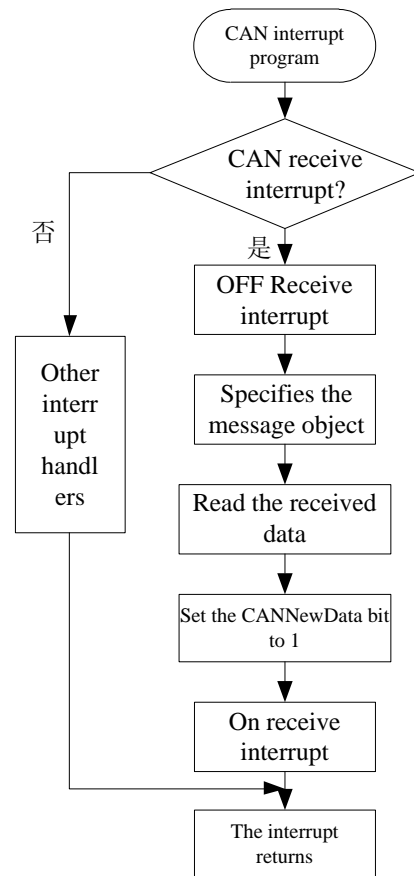 CAN interrupt
program
CAN receive
interrupt?
否
是
OFF Receive
interrupt
Other
interr
upt
handl
ers
Specifies the
message object
Read the received
data
Set the CANNewData bit
to 1
On receive
interrupt
The interrupt
returns